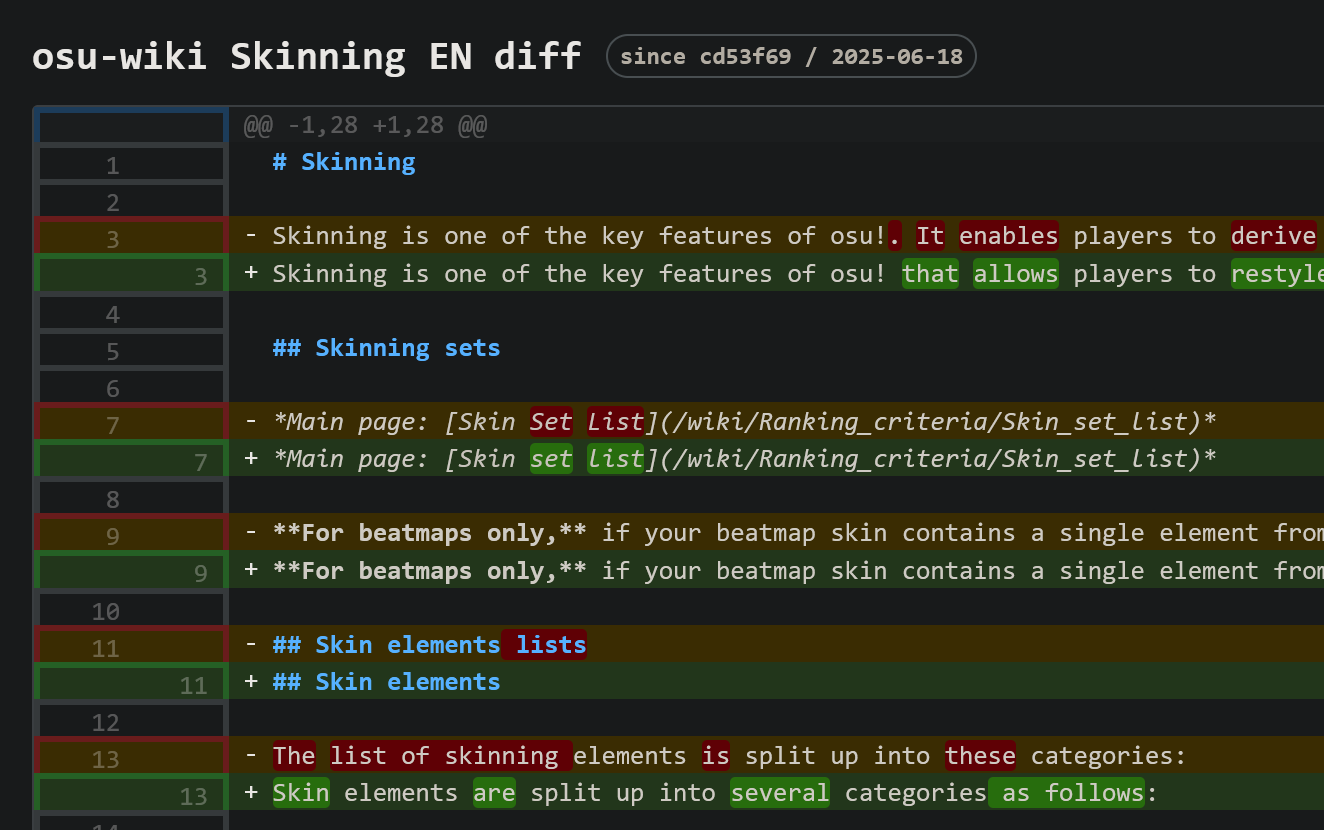 osu-wiki Skinning EN diff since cd53f69 / 2025-06-18
@@ -1,28 +1,28 @@
1 # Skinning
2
3 - Skinning is one of the key features of osu!. It enables players to derive
3 + Skinning is one of the key features of osu! that allows players to restyle
4
5 ## Skinning sets
6
7 - *Main page: [Skin Set List](/wiki/Ranking_criteria/Skin_set_list)*
7 + *Main page: [Skin set list](/wiki/Ranking_criteria/Skin_set_list)*
8
9 - **For beatmaps only,** if your beatmap skin contains a single element from
9 + **For beatmaps only,** if your beatmap skin contains a single element from
10
11 - ## Skin elements lists
11 + ## Skin elements
12
13 - The list of skinning elements is split up into these categories:
13 + Skin elements are split up into several categories as follows:
14